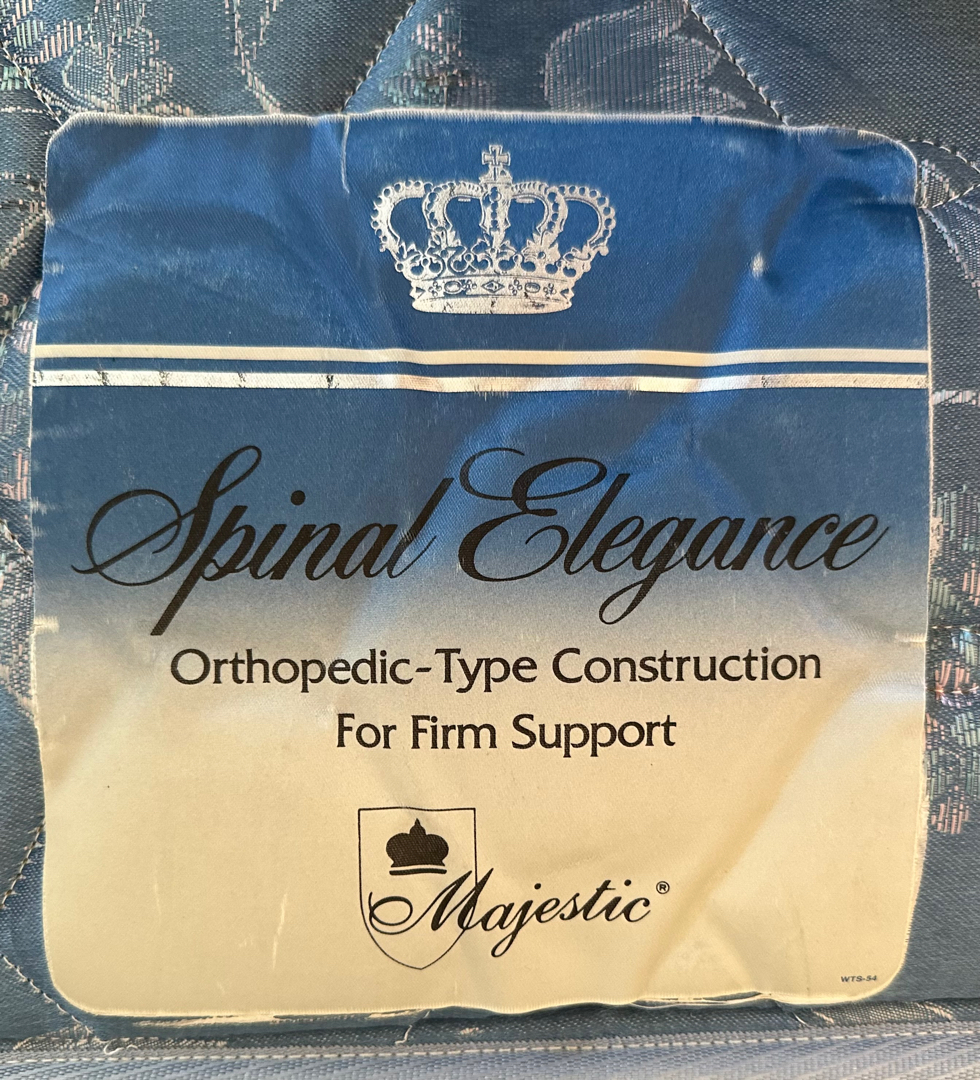 Spinal Elegance
Orthopedic-Type Construction
For Firm Support
Majestic®
WTS-54